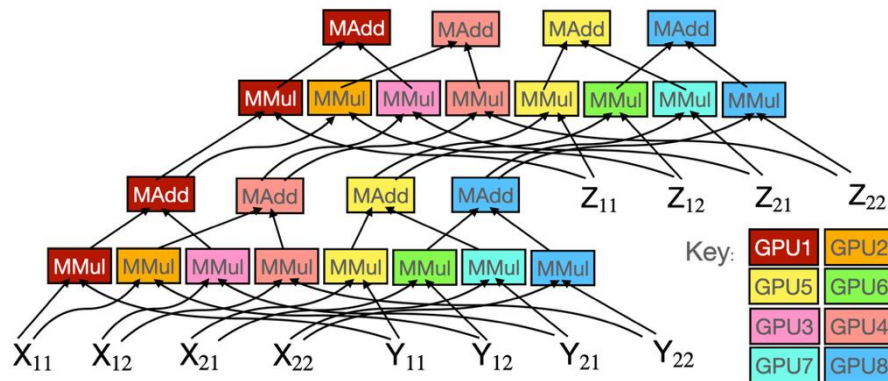 MAdd MAdd MAdd MAdd
MMul MMul MMul MMul MMul MMul MMul MMul
MAdd MAdd MAdd MAdd Z₁₁ Z₁₂ Z₂₁ Z₂₂
Key: GPU1 GPU2
MMul MMul MMul MMul MMul MMul MMul MMul
GPU5 GPU6
GPU3 GPU4
X₁₁ X₁₂ X₂₁ X₂₂ Y₁₁ Y₁₂ Y₂₁ Y₂₂
GPU7 GPU8